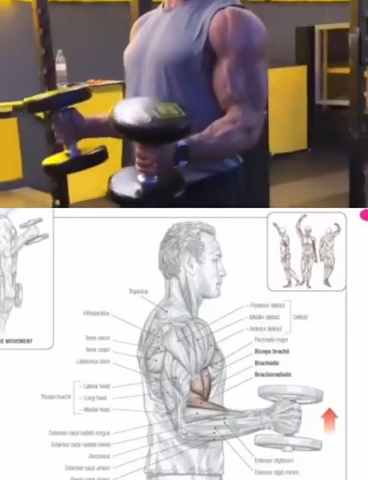 E MOVEMENT
Trapezius
Infraspinatus
Teres minor
Teres major
Latissimus dorsi
Triceps brachii
Lateral head
Long head
Medial head
Extensor carpi radialis longus
Extensor carpi radialis brevis
Anconeus
Extensor carpi ulnaris
Posterior deltoid
Middle deltoid
Anterior deltoid
Deltoid
Pectoralis major
Biceps brachii
Brachialis
Brachioradialis
Extensor digitorum
Extensor digiti minimi